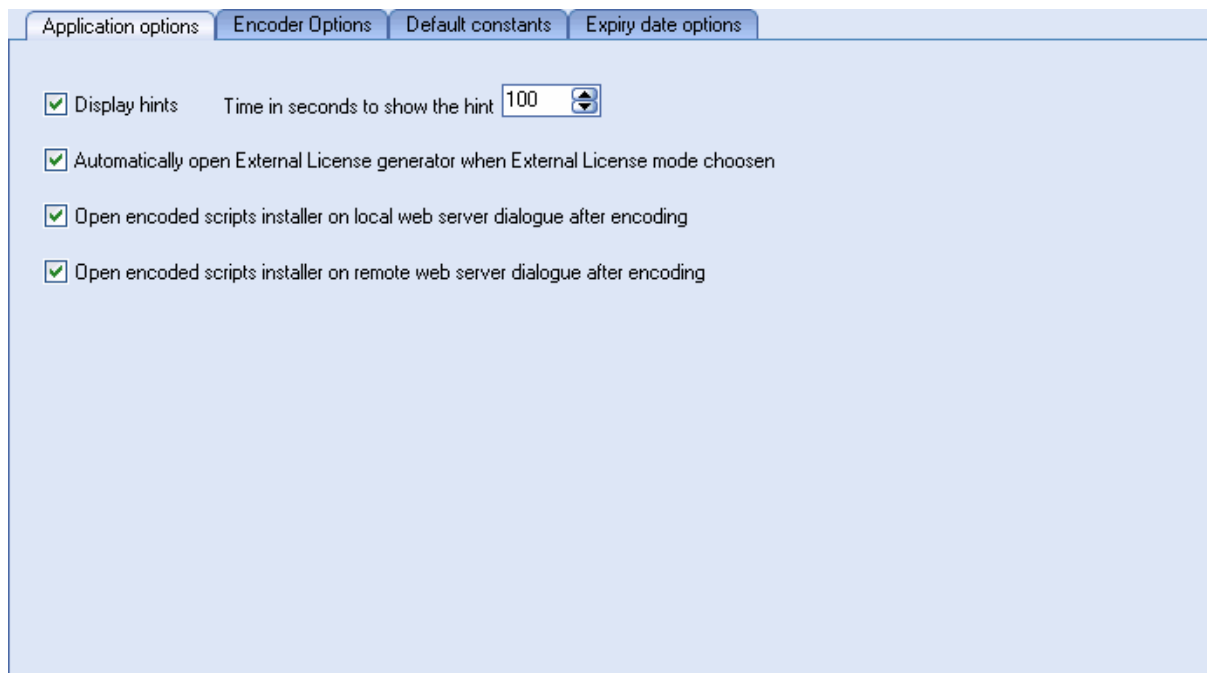 Application options Encoder Options Default constants Expiry date options
Display hints Time in seconds to show the hint 100
Automatically open External License generator when External License mode choosen
Open encoded scripts installer on local web server dialogue after encoding
Open encoded scripts installer on remote web server dialogue after encoding